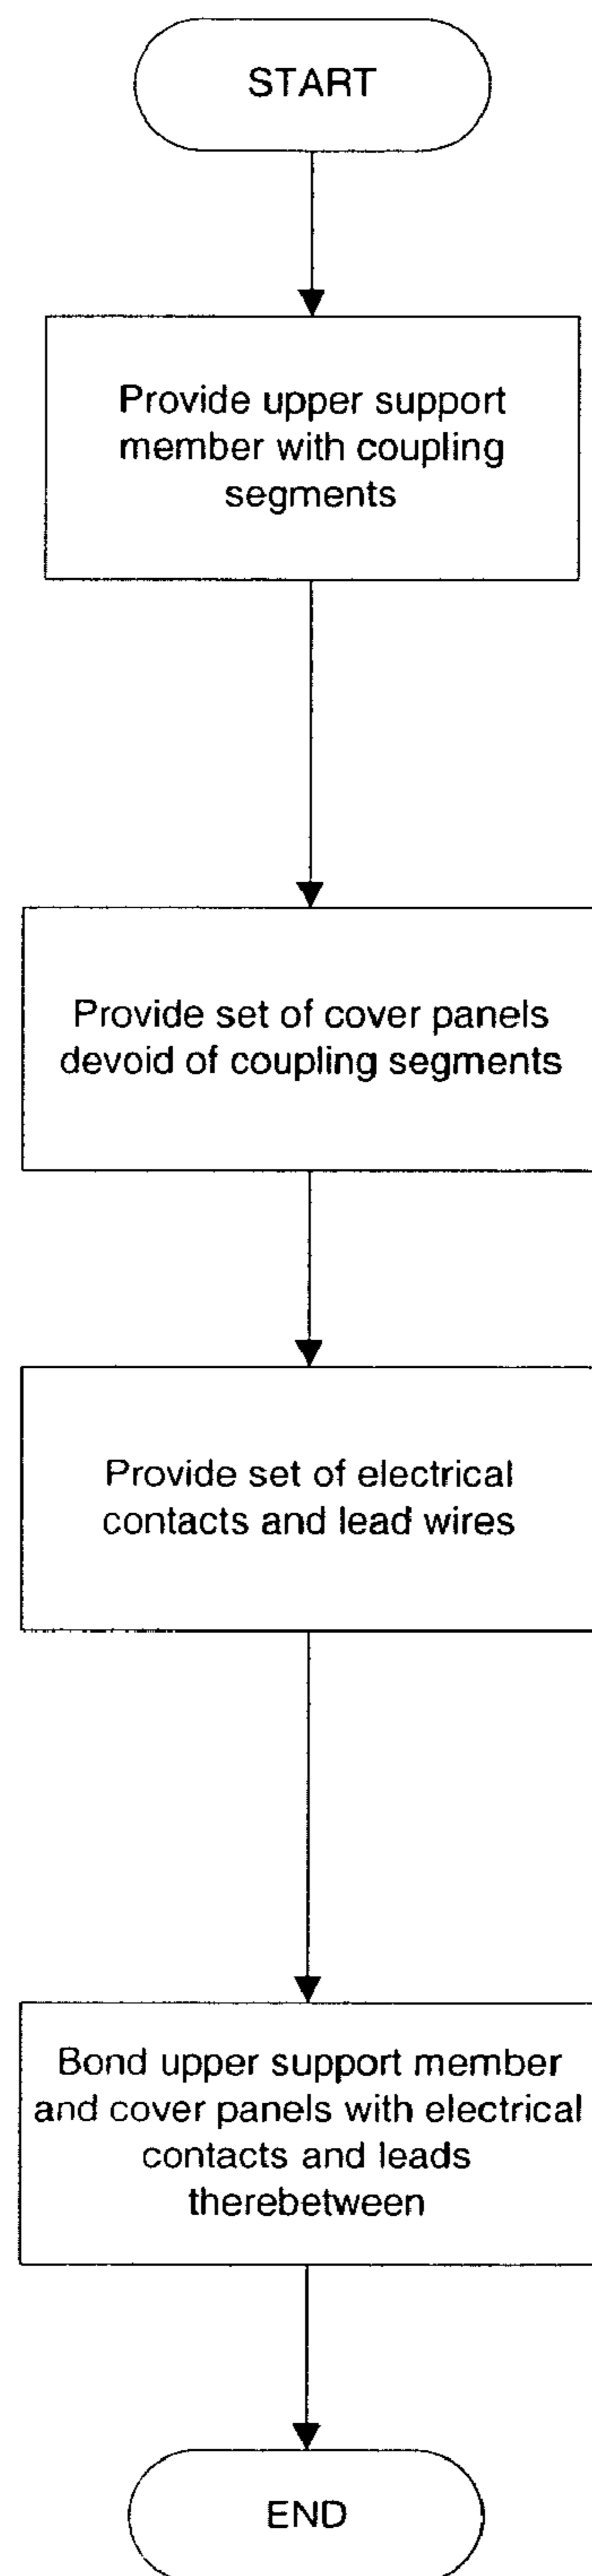 START
Provide upper support
member with coupling
segments
Provide set of cover panels
devoid of coupling segments
Provide set of electrical
contacts and lead wires
Bond upper support member
and cover panels with electrical
contacts and leads
therebetween
END